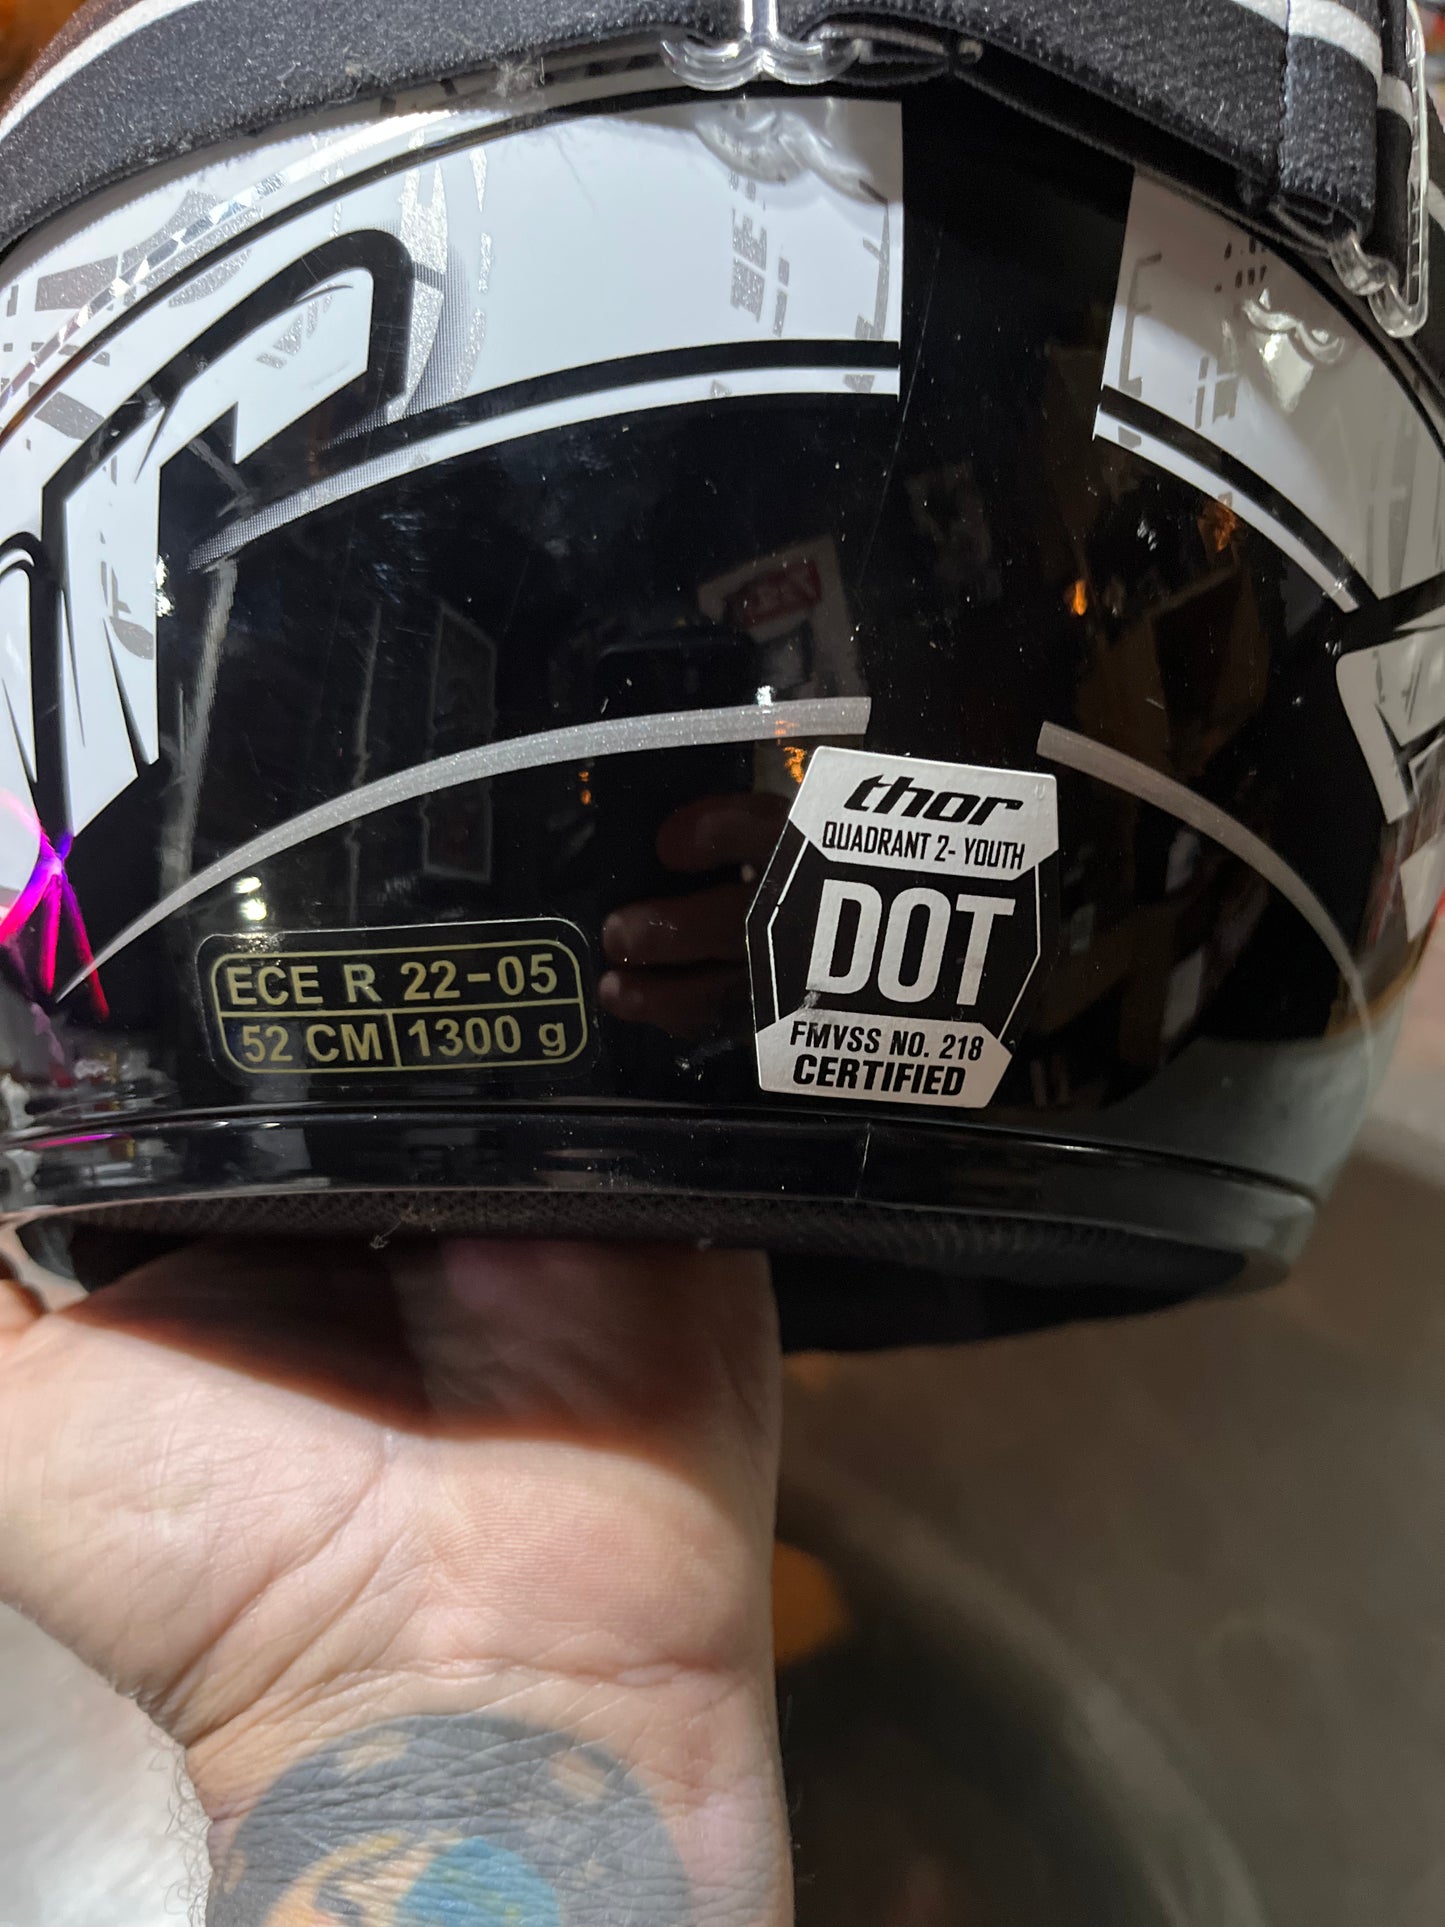 ECE R 22-05
52 CM 1300 g
thor
QUADRANT 2- YOUTH
DOT
FMVSS NO. 218
CERTIFIED